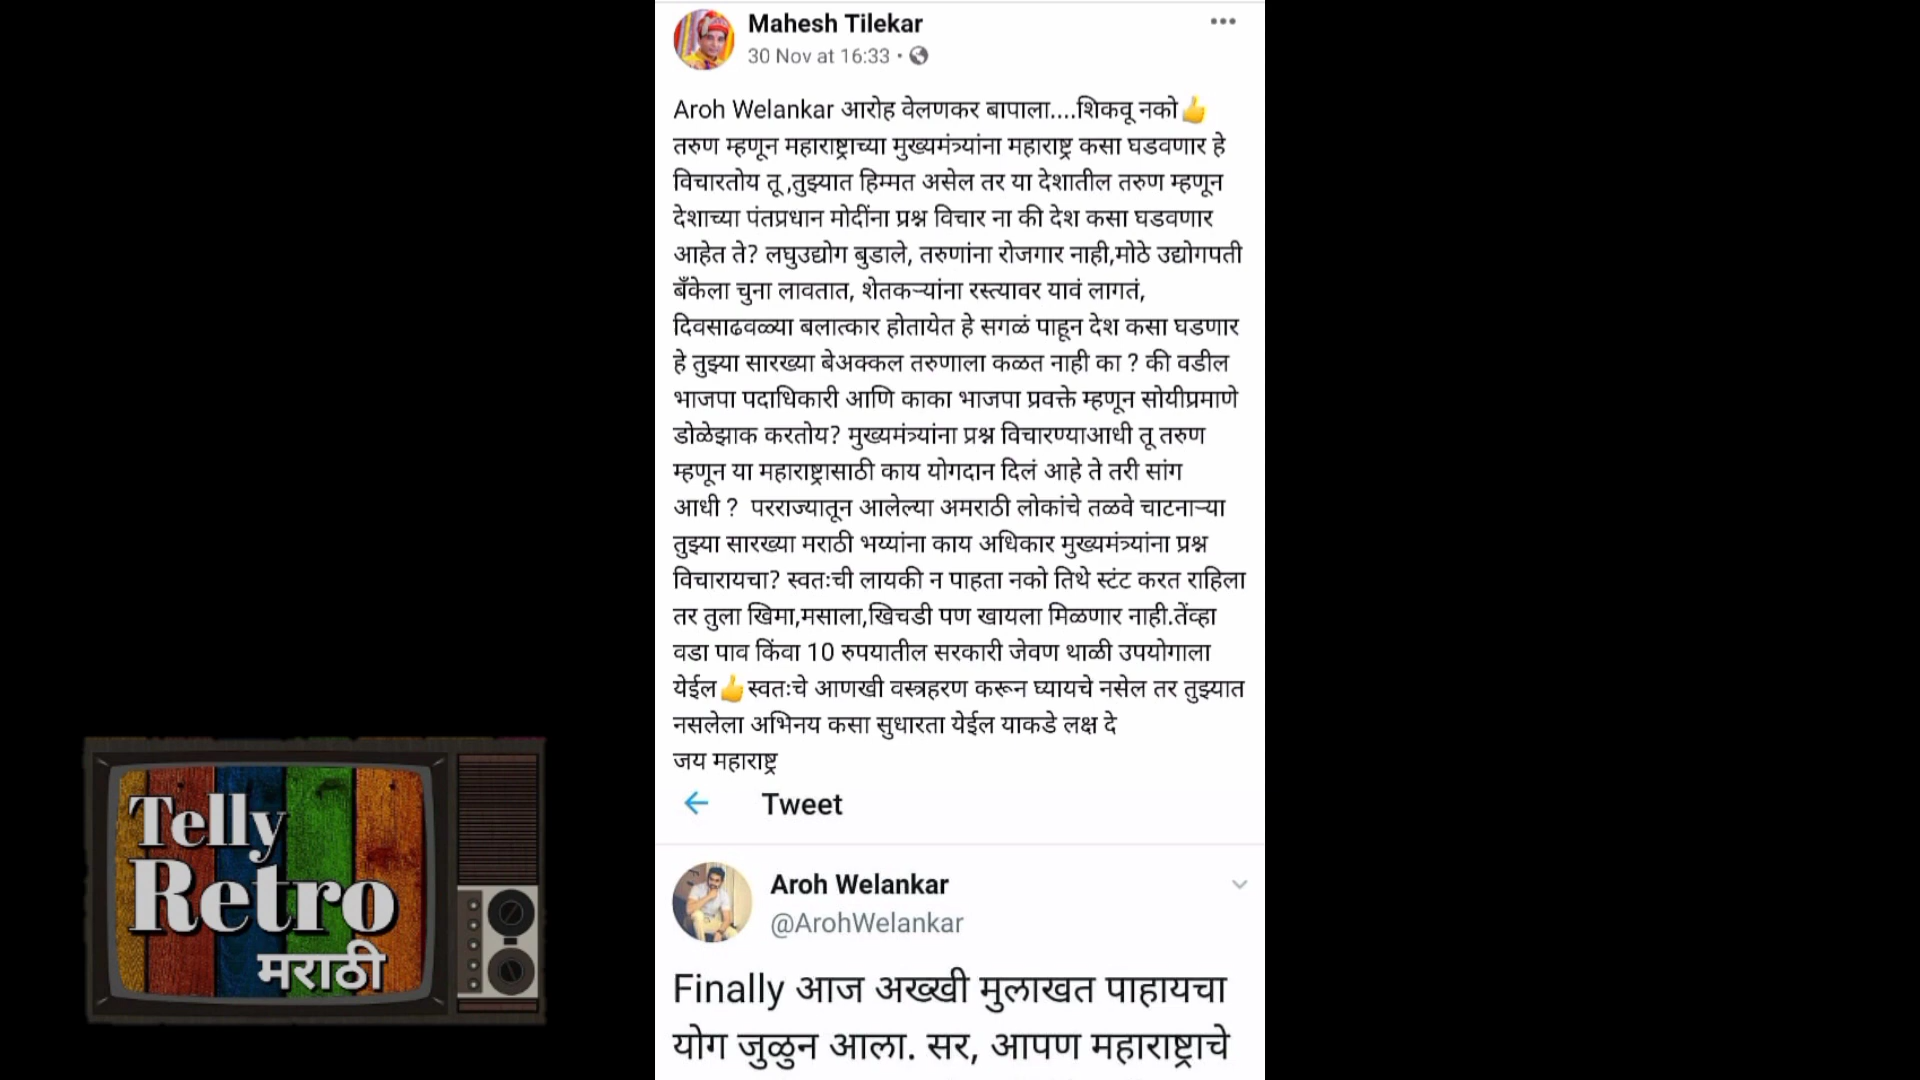 Mahesh Tilekar
30 Nov at 16:33 •
Aroh Welankar आरोह वेलणकर बापाला....शिकवू नको👍
तरुण म्हणून महाराष्ट्राच्या मुख्यमंत्र्यांना महाराष्ट्र कसा घडवणार हे
विचारतोय तू ,तुझ्यात हिम्मत असेल तर या देशातील तरुण म्हणून
देशाच्या पंतप्रधान मोदींना प्रश्न विचार ना की देश कसा घडवणार
आहेत ते? लघुउद्योग बुडाले, तरुणांना रोजगार नाही,मोठे उद्योगपती
बँकेला चुना लावतात, शेतकऱ्यांना रस्त्यावर यावं लागतं,
दिवसाढवळ्या बलात्कार होतायेत हे सगळं पाहून देश कसा घडणार
हे तुझ्या सारख्या बेअक्कल तरुणाला कळत नाही का ? की वडील
भाजपा पदाधिकारी आणि काका भाजपा प्रवक्ते म्हणून सोयीप्रमाणे
डोळेझाक करतोय? मुख्यमंत्र्यांना प्रश्न विचारण्याआधी तू तरुण
म्हणून या महाराष्ट्रासाठी काय योगदान दिलं आहे ते तरी सांग
आधी ? परराज्यातून आलेल्या अमराठी लोकांचे तळवे चाटनाऱ्या
तुझ्या सारख्या मराठी भय्यांना काय अधिकार मुख्यमंत्र्यांना प्रश्न
विचारायचा? स्वतःची लायकी न पाहता नको तिथे स्टंट करत राहिला
तर तुला खिमा,मसाला,खिचडी पण खायला मिळणार नाही.तेंव्हा
वडा पाव किंवा 10 रुपयातील सरकारी जेवण थाळी उपयोगाला
येईल👍स्वतःचे आणखी वस्त्रहरण करून घ्यायचे नसेल तर तुझ्यात
नसलेला अभिनय कसा सुधारता येईल याकडे लक्ष दे
जय महाराष्ट्र
Tweet
Aroh Welankar
@ArohWelankar
Finally आज अख्खी मुलाखत पाहायचा
योग जुळुन आला. सर, आपण महाराष्ट्राचे
Telly
Retro
मराठी